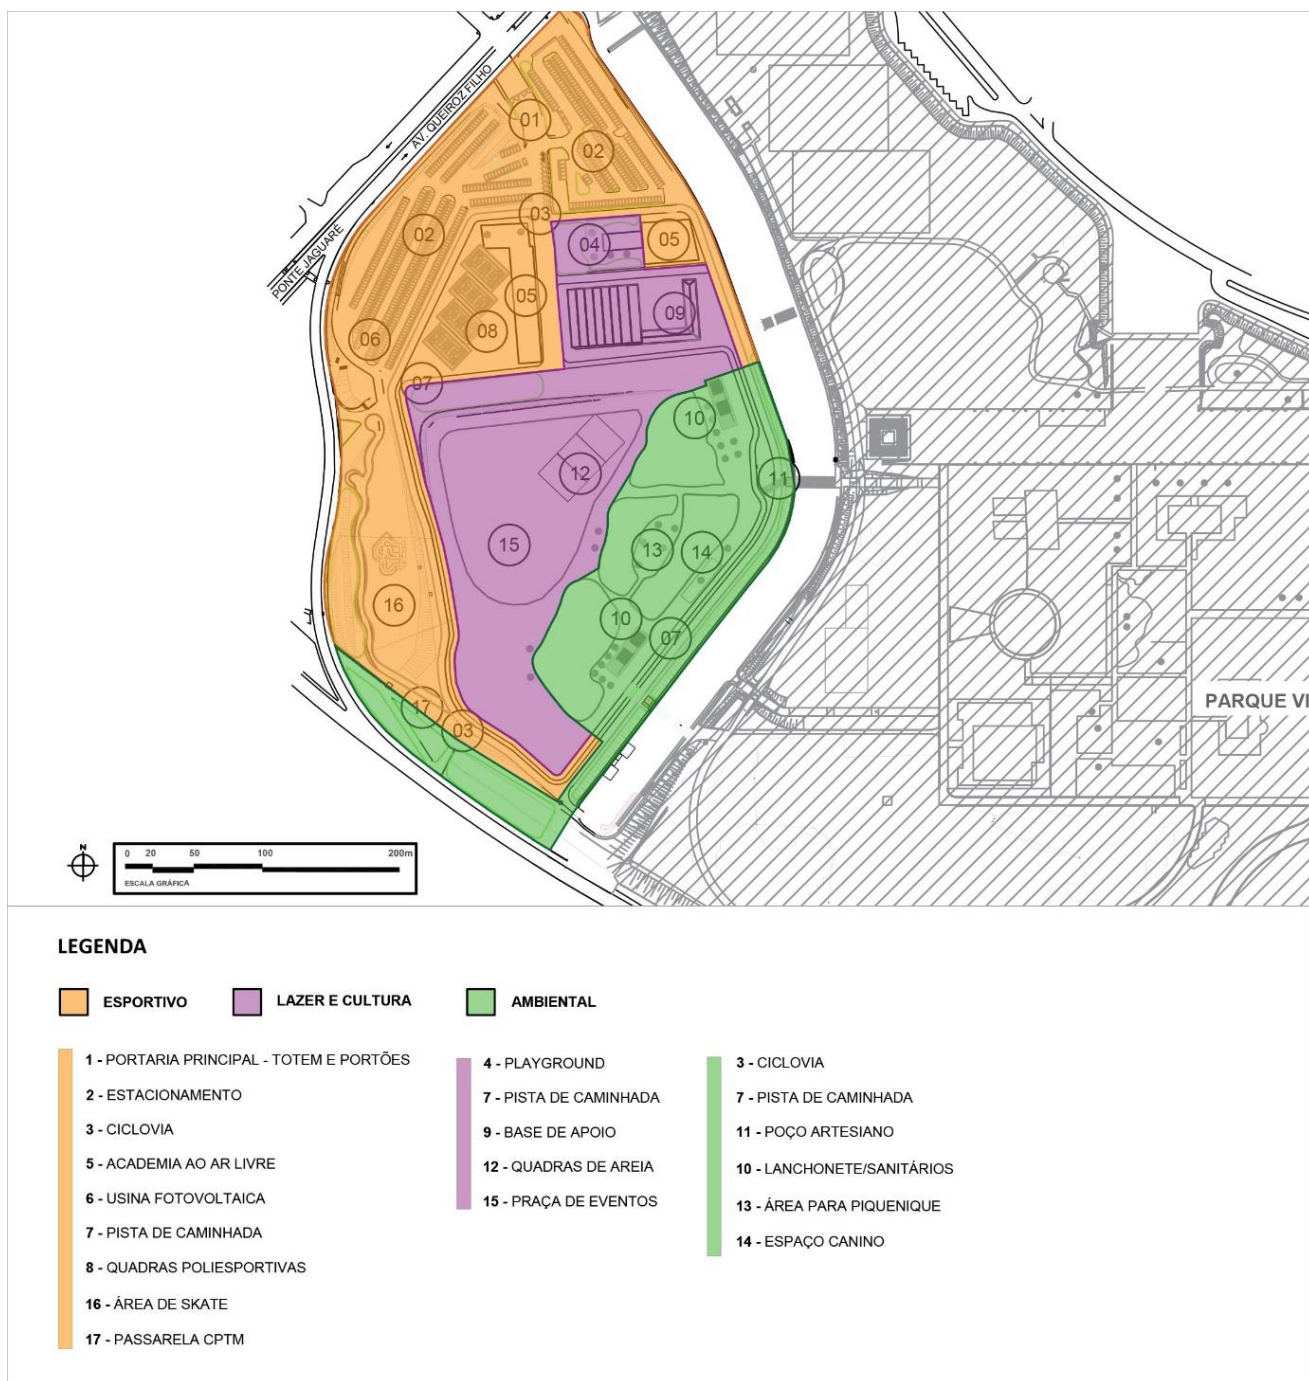 AV. QUEIROZ FILHO
PONTE JAGUARÉ
01
02
03
02
04
05
05
09
08
06
07
10
12
11
15
13
14
16
10
07
17
03
PARQUE VI
N
0 20 50 100 200m
ESCALA GRÁFICA
LEGENDA
ESPORTIVO
LAZER E CULTURA
AMBIENTAL
1 - PORTARIA PRINCIPAL - TOTEM E PORTÕES
2 - ESTACIONAMENTO
3 - CICLOVIA
5 - ACADEMIA AO AR LIVRE
6 - USINA FOTOVOLTAICA
7 - PISTA DE CAMINHADA
8 - QUADRAS POLIESPORTIVAS
16 - ÁREA DE SKATE
17 - PASSARELA CPTM
4 - PLAYGROUND
7 - PISTA DE CAMINHADA
9 - BASE DE APOIO
12 - QUADRAS DE AREIA
15 - PRAÇA DE EVENTOS
3 - CICLOVIA
7 - PISTA DE CAMINHADA
11 - POÇO ARTESIANO
10 - LANCHONETE/SANITÁRIOS
13 - ÁREA PARA PIQUENIQUE
14 - ESPAÇO CANINO